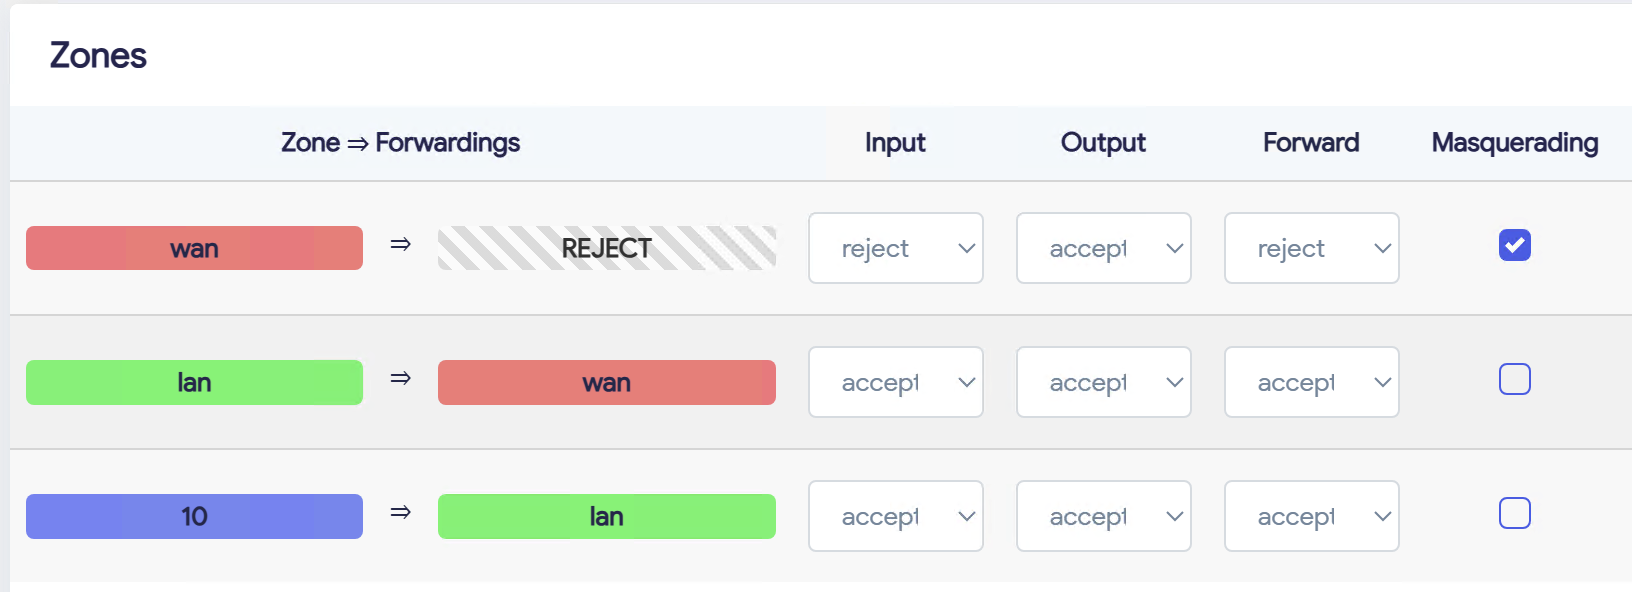 Zones
Zone ⇒ Forwardings Input Output Forward Masquerading
wan ⇒ REJECT reject accept reject
lan ⇒ wan accept accept accept
10 ⇒ lan accept accept accept